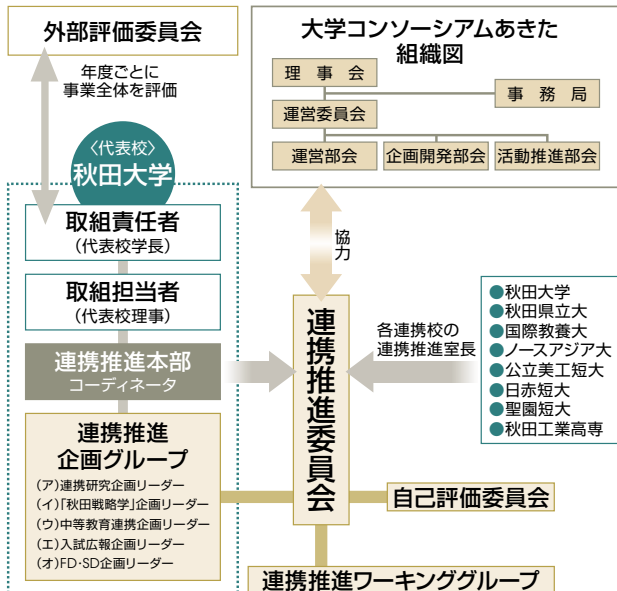 外部評価委員会
年度ごとに
事業全体を評価
〈代表校〉
秋田大学
取組責任者
(代表校学長)
取組担当者
(代表校理事)
連携推進本部
コーディネータ
連携推進
企画グループ
(ア)連携研究企画リーダー
(イ)「秋田戦略学」企画リーダー
(ウ)中等教育連携企画リーダー
(エ)入試広報企画リーダー
(オ)FD・SD企画リーダー
大学コンソーシアムあきた
組織図
理事会
事務局
運営委員会
運営部会
企画開発部会
活動推進部会
協力
連携推進委員会
各連携校の
連携推進室長
●秋田大学
●秋田県立大
●国際教養大
●ノースアジア大
●公立美工短大
●日赤短大
●聖園短大
●秋田工業高専
自己評価委員会
連携推進ワーキンググループ